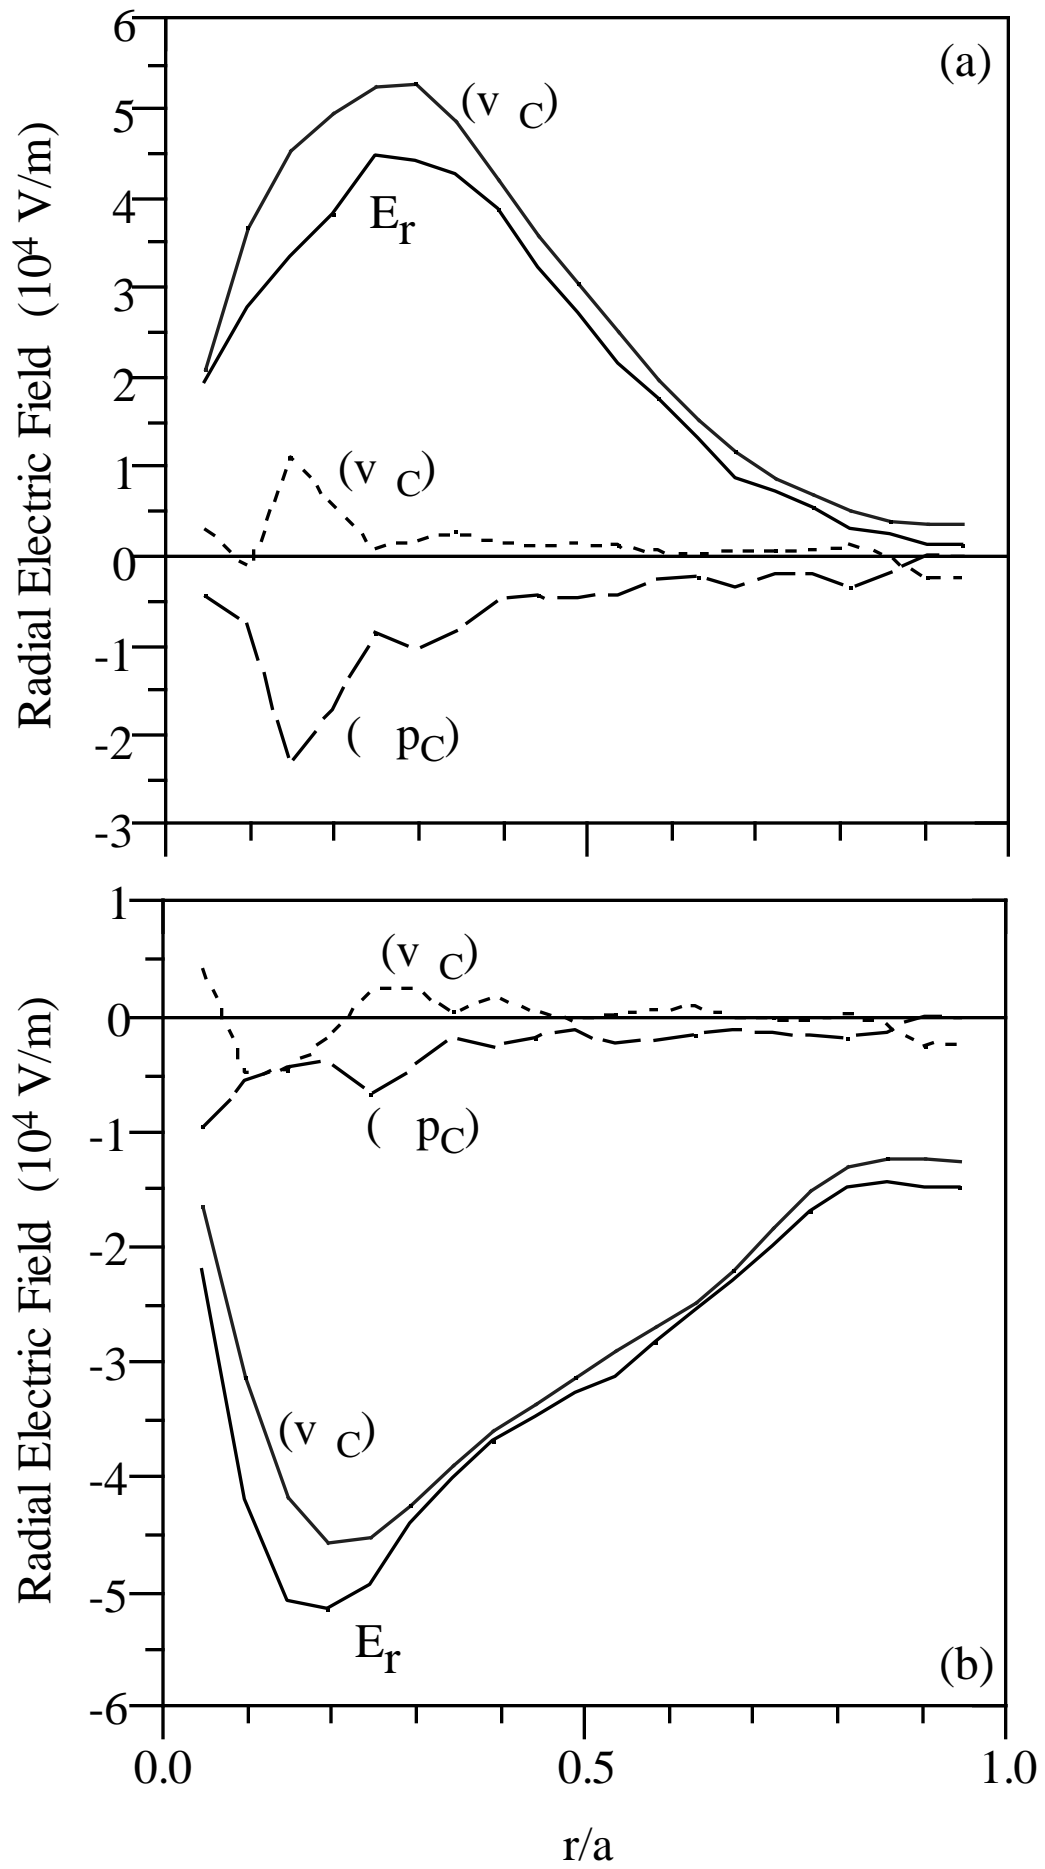 6
(a)
(v C)
5
4
Er
3
2
1
(v C)
0
-1
-2
( pC)
-3
Radial Electric Field (10⁴ V/m)
1
(v C)
0
-1
( pC)
-2
-3
(v C)
-4
-5
Er
(b)
-6
Radial Electric Field (10⁴ V/m)
0.0 0.5 1.0
r/a